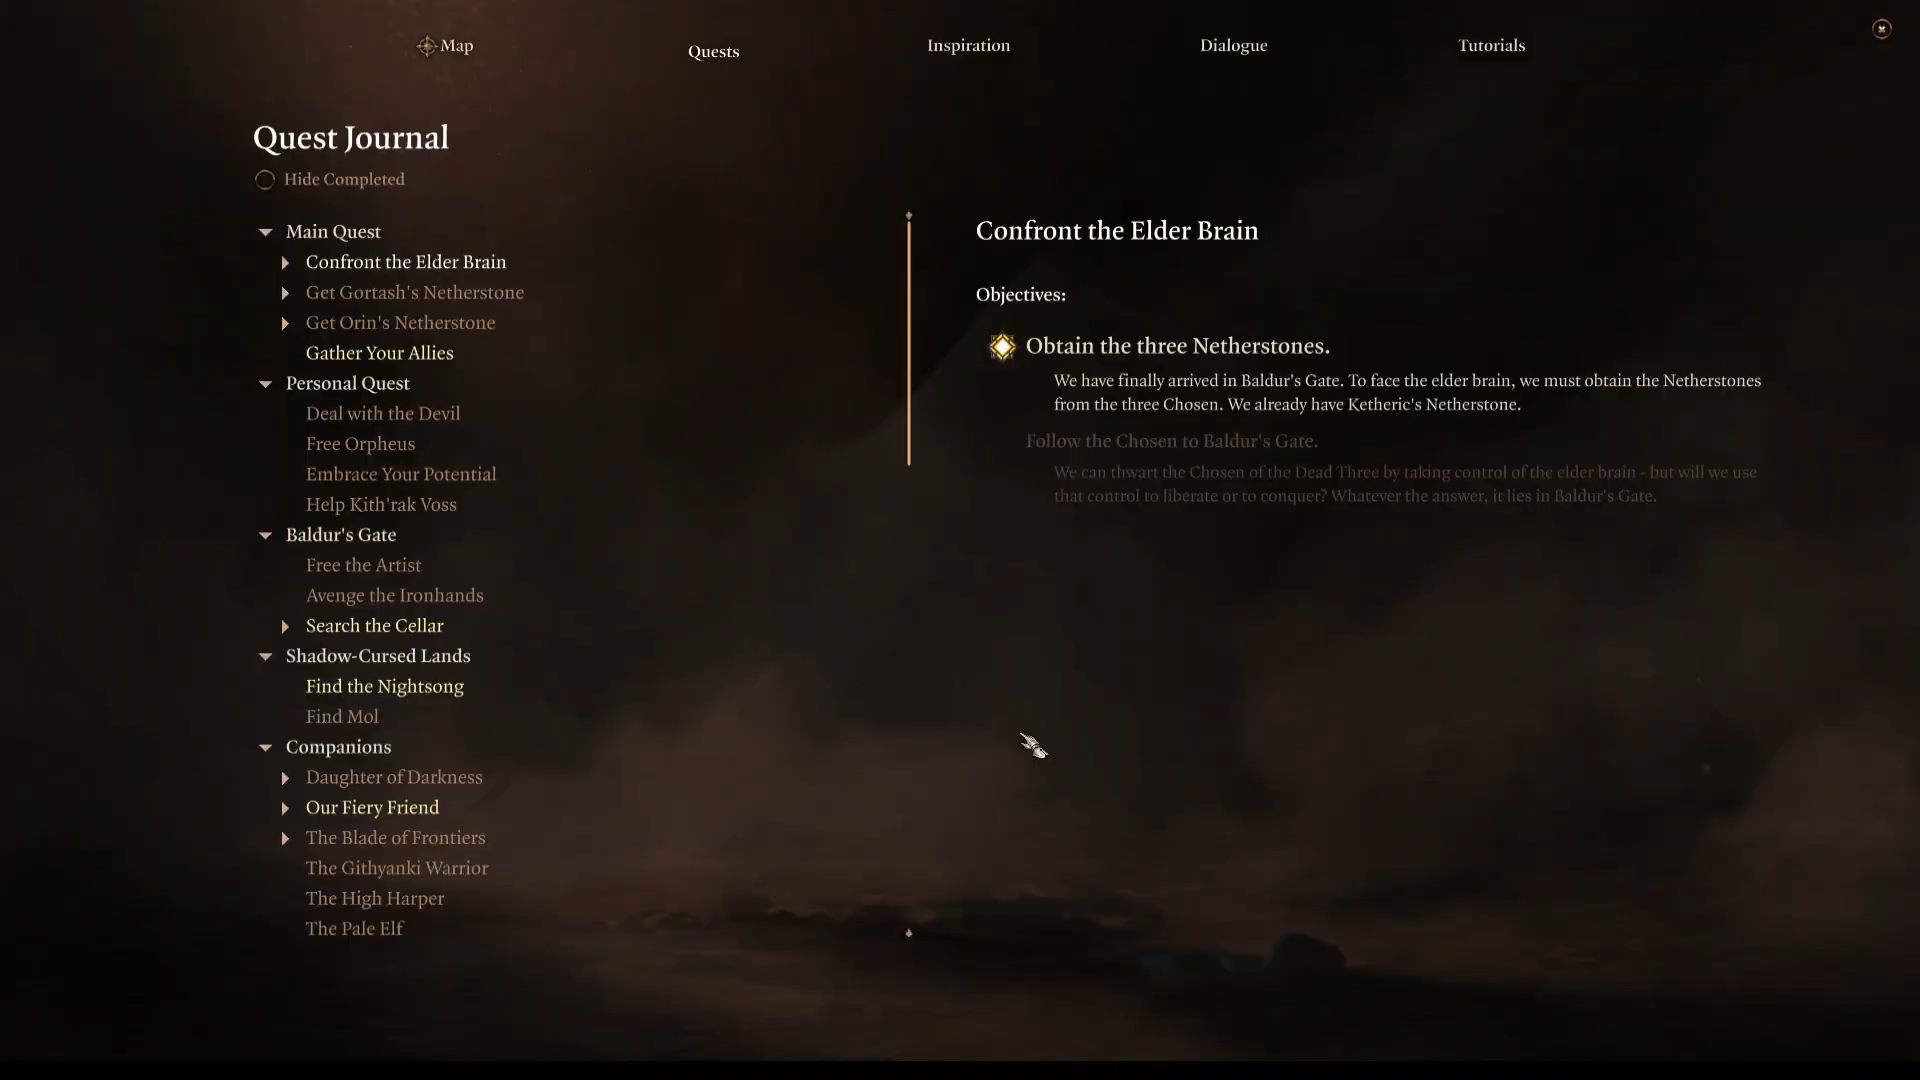 Map
Quests
Inspiration
Dialogue
Tutorials
Quest Journal
Hide Completed
Main Quest
Confront the Elder Brain
Get Gortash's Netherstone
Get Orin's Netherstone
Gather Your Allies
Personal Quest
Deal with the Devil
Free Orpheus
Embrace Your Potential
Help Kith'rak Voss
Baldur's Gate
Free the Artist
Avenge the Ironhands
Search the Cellar
Shadow-Cursed Lands
Find the Nightsong
Find Mol
Companions
Daughter of Darkness
Our Fiery Friend
The Blade of Frontiers
The Githyanki Warrior
The High Harper
The Pale Elf
Confront the Elder Brain
Objectives:
Obtain the three Netherstones.
We have finally arrived in Baldur's Gate. To face the elder brain, we must obtain the Netherstones
from the three Chosen. We already have Ketheric's Netherstone.
Follow the Chosen to Baldur's Gate.
We can thwart the Chosen of the Dead Three by taking control of the elder brain - but will we use
that control to liberate or to conquer? Whatever the answer, it lies in Baldur's Gate.